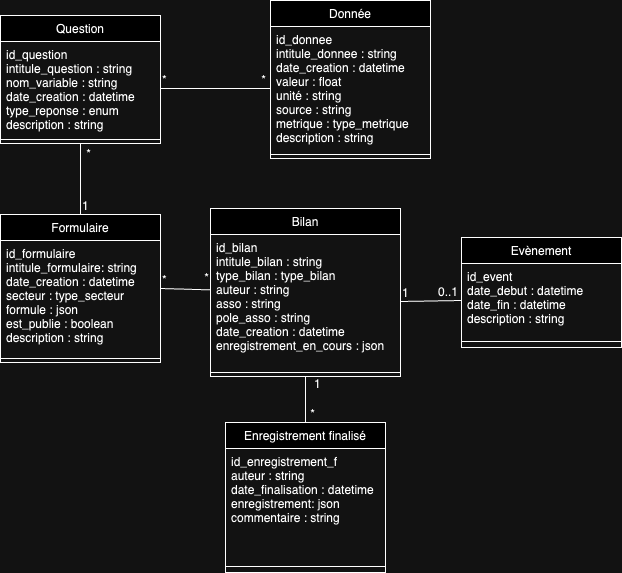 Question
id_question
intitule_question : string
nom_variable : string
date_creation : datetime
type_reponse : enum
description : string
*
*
Donnée
id_donnee
intitule_donnee : string
date_creation : datetime
valeur : float
unité : string
source : string
metrique : type_metrique
description : string
*
1
Formulaire
id_formulaire
intitule_formulaire: string
date_creation : datetime
secteur : type_secteur
formule : json
est_publie : boolean
description : string
*
*
Bilan
id_bilan
intitule_bilan : string
type_bilan : type_bilan
auteur : string
asso : string
pole_asso : string
date_creation : datetime
enregistrement_en_cours : json
1
0..1
Evènement
id_event
date_debut : datetime
date_fin : datetime
description : string
1
*
Enregistrement finalisé
id_enregistrement_f
auteur : string
date_finalisation : datetime
enregistrement: json
commentaire : string